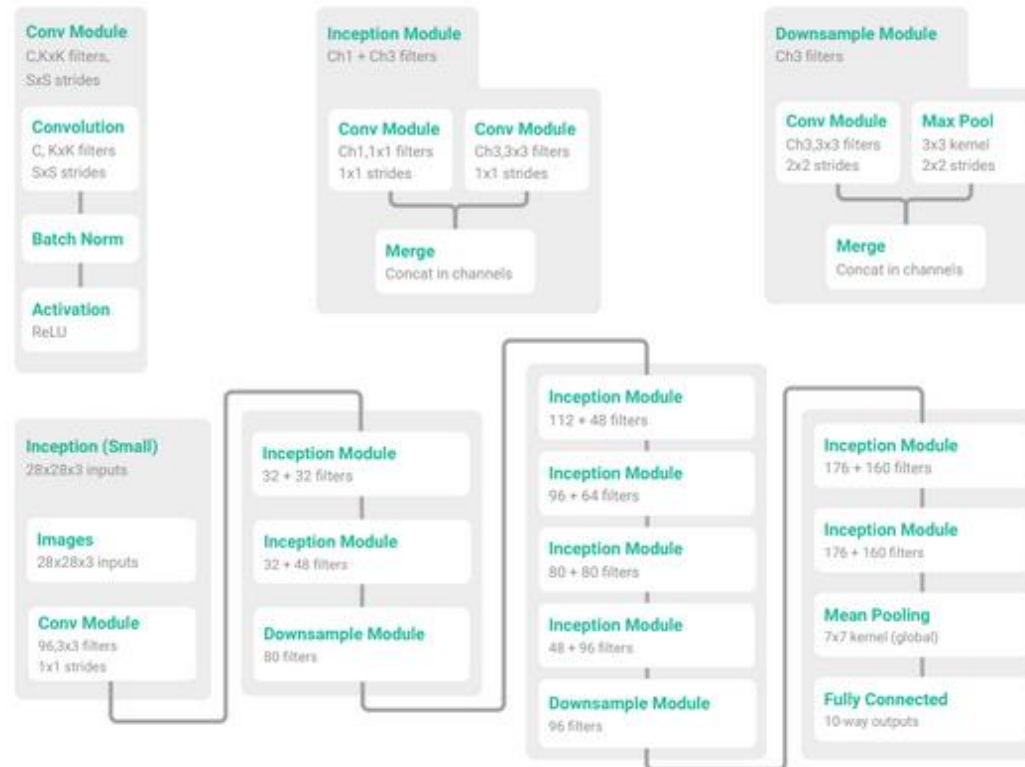 Conv Module
C,KxK filters,
SxS strides
Convolution
C, KxK filters
SxS strides
Batch Norm
Activation
ReLU
Inception Module
Ch1 + Ch3 filters
Conv Module
Ch1,1x1 filters
1x1 strides
Conv Module
Ch3,3x3 filters
1x1 strides
Merge
Concat in channels
Downsample Module
Ch3 filters
Conv Module
Ch3,3x3 filters
2x2 strides
Max Pool
3x3 kernel
2x2 strides
Merge
Concat in channels
Inception (Small)
28x28x3 inputs
Images
28x28x3 inputs
Conv Module
96,3x3 filters
1x1 strides
Inception Module
32 + 32 filters
Inception Module
32 + 48 filters
Downsample Module
80 filters
Inception Module
112 + 48 filters
Inception Module
96 + 64 filters
Inception Module
80 + 80 filters
Inception Module
48 + 96 filters
Downsample Module
96 filters
Inception Module
176 + 160 filters
Inception Module
176 + 160 filters
Mean Pooling
7x7 kernel (global)
Fully Connected
10-way outputs